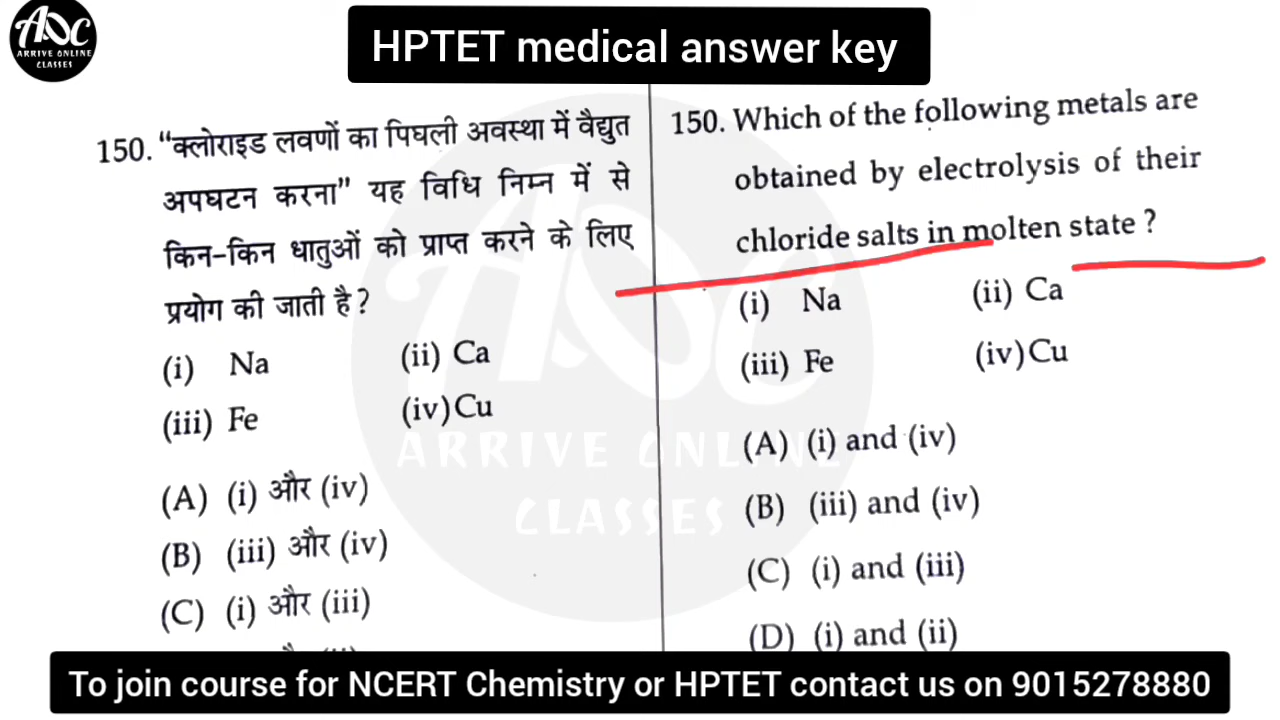 ARRIVE ONLINE
CLASSES
HPTET medical answer key
150. "क्लोराइड लवणों का पिघली अवस्था में वैद्युत
अपघटन करना" यह विधि निम्न में से
किन-किन धातुओं को प्राप्त करने के लिए
प्रयोग की जाती है?
(i) Na (ii) Ca
(iii) Fe (iv) Cu
(A) (i) और (iv)
(B) (iii) और (iv)
(C) (i) और (iii)
150. Which of the following metals are
obtained by electrolysis of their
chloride salts in molten state ?
(i) Na (ii) Ca
(iii) Fe (iv) Cu
(A) (i) and (iv)
(B) (iii) and (iv)
(C) (i) and (iii)
(D) (i) and (ii)
ARRIVE ONLINE
CLASSES
To join course for NCERT Chemistry or HPTET contact us on 9015278880